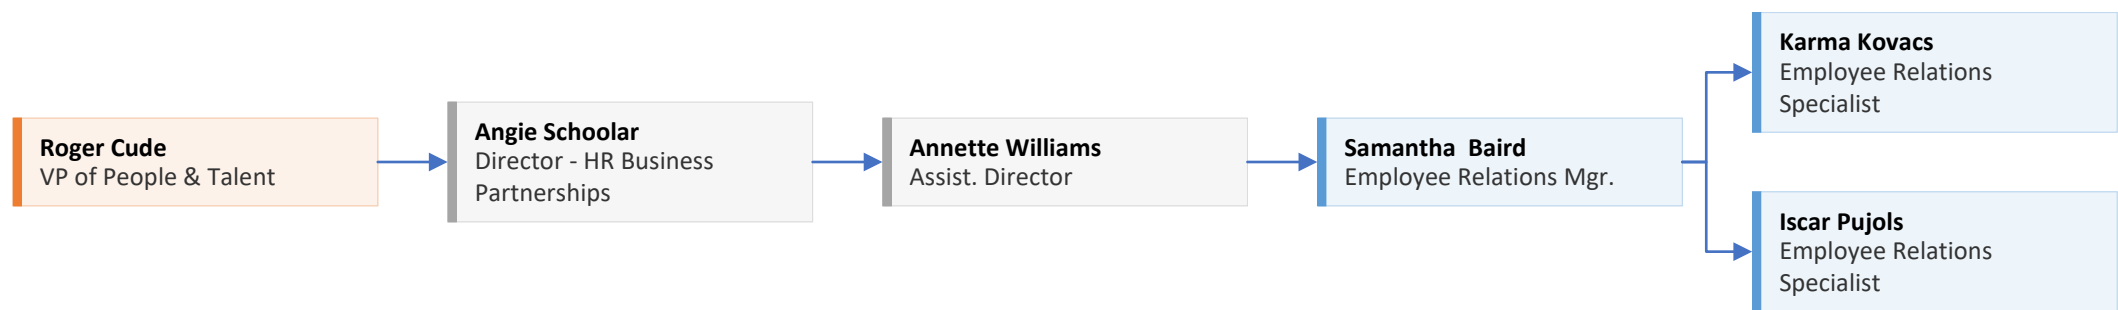 Roger Cude
VP of People & Talent
Angie Schoolar
Director - HR Business
Partnerships
Annette Williams
Assist. Director
Samantha  Baird
Employee Relations Mgr.
Karma Kovacs
Employee Relations
Specialist
Iscar Pujols
Employee Relations
Specialist